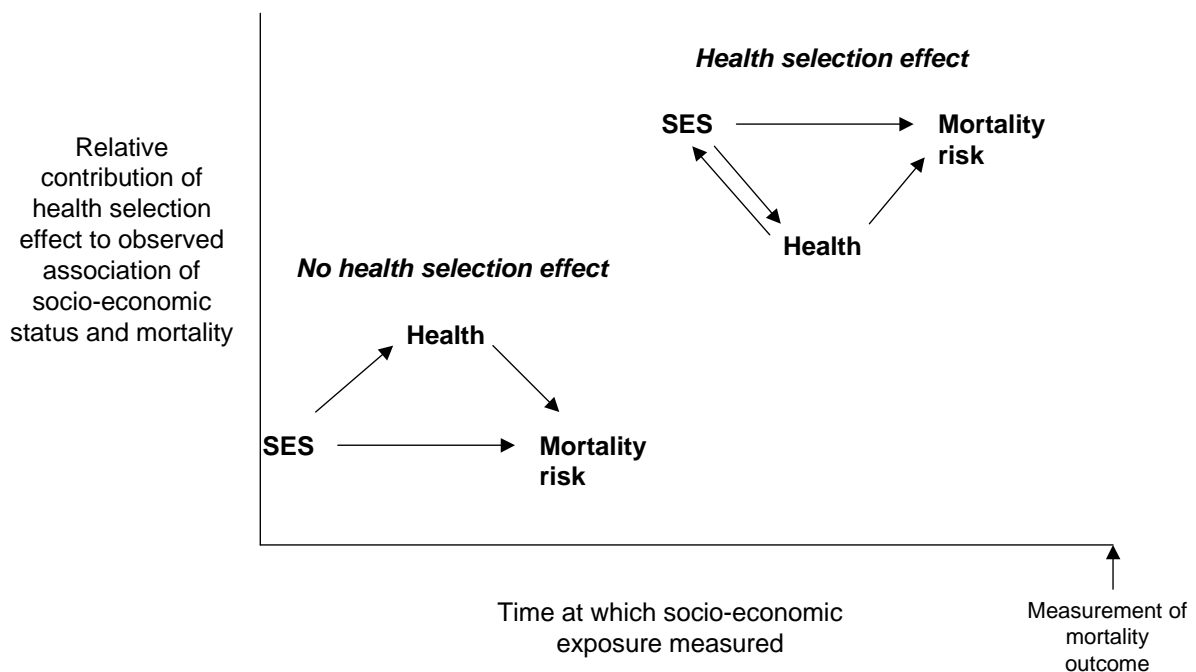 Health selection effect
SES
Mortality
risk
Health
Relative
contribution of
health selection
effect to observed
association of
socio-economic
status and mortality
No health selection effect
Health
SES
Mortality
risk
Time at which socio-economic
exposure measured
Measurement of
mortality
outcome